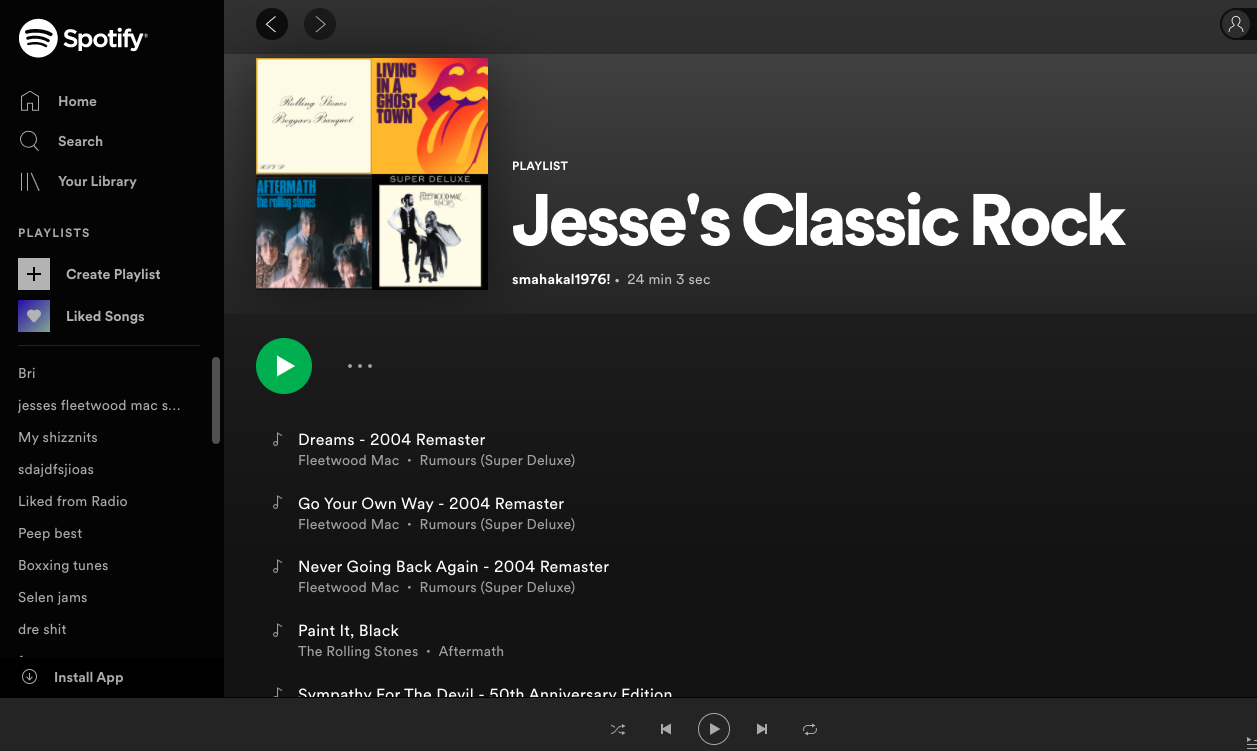 Spotify®
Home
Search
Your Library
PLAYLISTS
Create Playlist
Liked Songs
Bri
jesses fleetwood mac s...
My shizznits
sdajdfsjioas
Liked from Radio
Peep best
Boxxing tunes
Selen jams
dre shit
Install App
Rolling Stones
Beggars Banquet
R.S.V.P.
LIVING
IN A
GHOST
TOWN
AFTERMATH
the rolling stones
SUPER DELUXE
FLEETWOOD MAC
RUMOURS
PLAYLIST
Jesse's Classic Rock
smahakal1976! • 24 min 3 sec
Dreams - 2004 Remaster
Fleetwood Mac • Rumours (Super Deluxe)
Go Your Own Way - 2004 Remaster
Fleetwood Mac • Rumours (Super Deluxe)
Never Going Back Again - 2004 Remaster
Fleetwood Mac • Rumours (Super Deluxe)
Paint It, Black
The Rolling Stones • Aftermath
Sympathy For The Devil - 50th Anniversary Edition